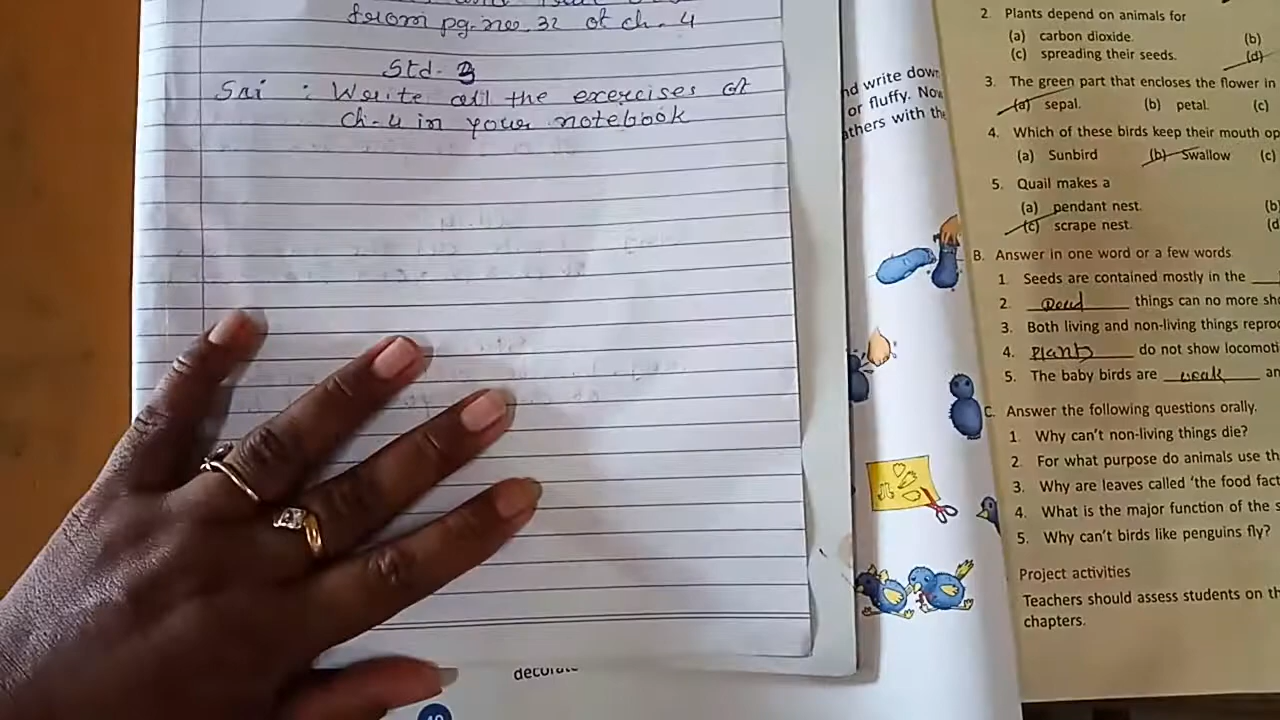 from pg. no. 32 of ch. 4
Std. 3
Sai : Write all the exercises of
ch-4 in your notebook
nd write down
or fluffy. Now
athers with the
decorate
2. Plants depend on animals for
(a) carbon dioxide. (b)
(c) spreading their seeds. (d)
3. The green part that encloses the flower in
(a) sepal. (b) petal. (c)
4. Which of these birds keep their mouth op
(a) Sunbird (b) Swallow (c)
5. Quail makes a
(a) pendant nest. (b)
(c) scrape nest. (d
B. Answer in one word or a few words
1. Seeds are contained mostly in the
2. Dead things can no more sh
3. Both living and non-living things repro
4. Plants do not show locomoti
5. The baby birds are weak an
C. Answer the following questions orally.
1. Why can't non-living things die?
2. For what purpose do animals use th
3. Why are leaves called 'the food fact
4. What is the major function of the s
5. Why can't birds like penguins fly?
Project activities
Teachers should assess students on th
chapters.